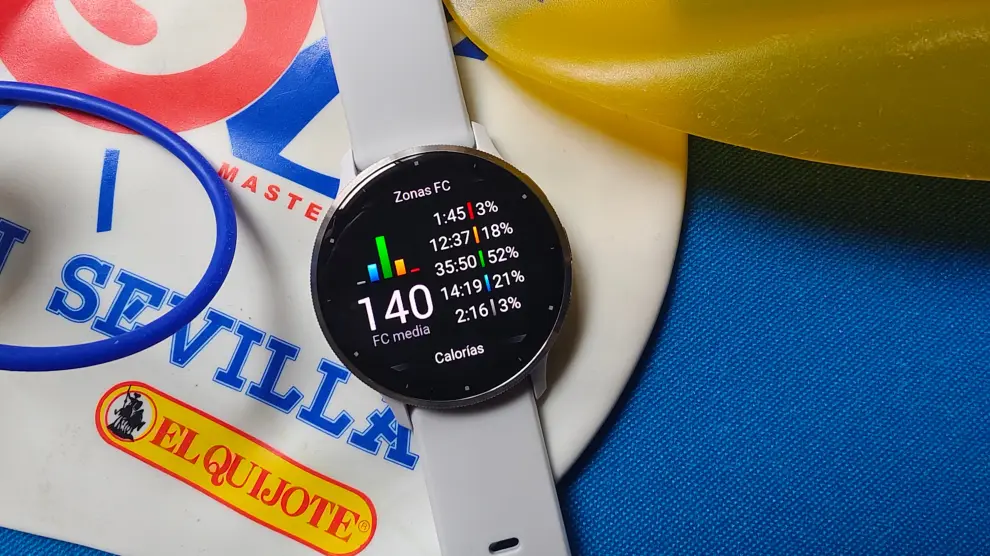 MASTE
SEVILLA
EL QUIJOTE®
Zonas FC
1:45 3%
12:37 18%
35:50 52%
14:19 21%
2:16 3%
140
FC media
Calorías